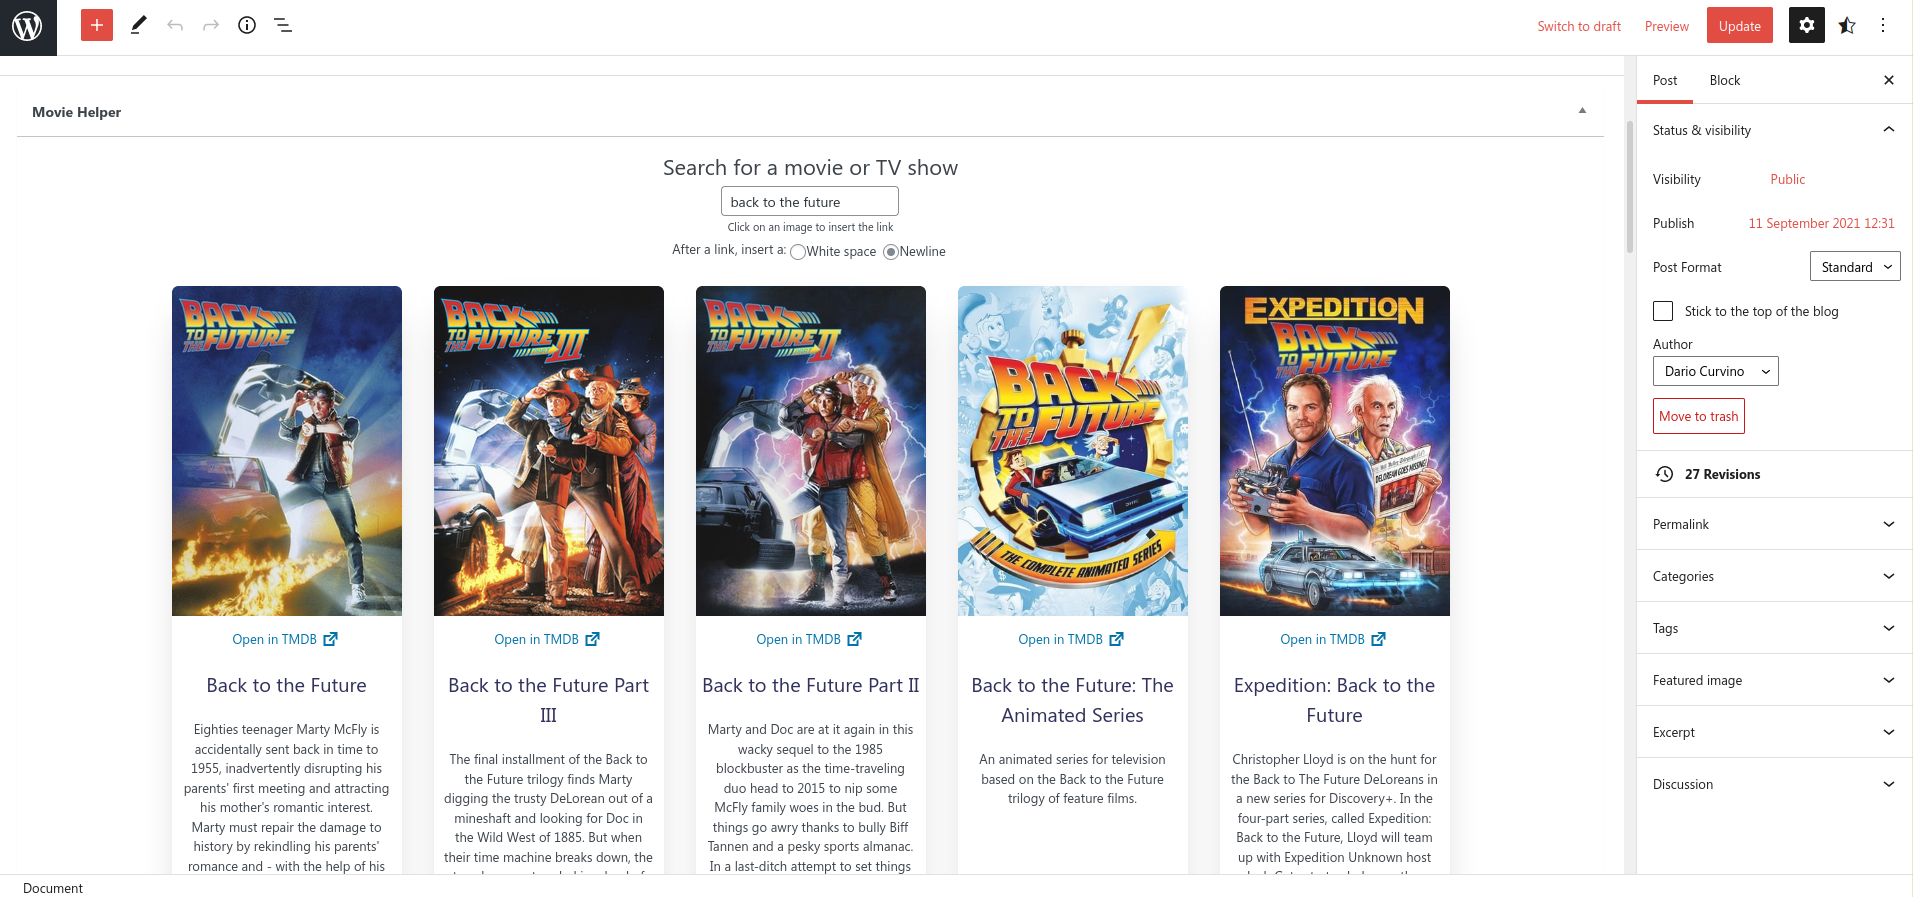 Switch to draft
Preview
Update
Movie Helper
Search for a movie or TV show
back to the future
Click on an image to insert the link
After a link, insert a: White space Newline
BACK TO THE FUTURE
BACK TO THE FUTURE PART III
BACK TO THE FUTURE PART II
BACK TO THE FUTURE
THE COMPLETE ANIMATED SERIES
EXPEDITION
BACK TO THE FUTURE
DELOREAN GOES MISSING!
Open in TMDB
Back to the Future
Eighties teenager Marty McFly is
accidentally sent back in time to
1955, inadvertently disrupting his
parents' first meeting and attracting
his mother's romantic interest.
Marty must repair the damage to
history by rekindling his parents'
romance and - with the help of his
Open in TMDB
Back to the Future Part
III
The final installment of the Back to
the Future trilogy finds Marty
digging the trusty DeLorean out of a
mineshaft and looking for Doc in
the Wild West of 1885. But when
their time machine breaks down, the
Open in TMDB
Back to the Future Part II
Marty and Doc are at it again in this
wacky sequel to the 1985
blockbuster as the time-traveling
duo head to 2015 to nip some
McFly family woes in the bud. But
things go awry thanks to bully Biff
Tannen and a pesky sports almanac.
In a last-ditch attempt to set things
Open in TMDB
Back to the Future: The
Animated Series
An animated series for television
based on the Back to the Future
trilogy of feature films.
Open in TMDB
Expedition: Back to the
Future
Christopher Lloyd is on the hunt for
the Back to The Future DeLoreans in
a new series for Discovery+. In the
four-part series, called Expedition:
Back to the Future, Lloyd will team
up with Expedition Unknown host
Post
Block
Status & visibility
Visibility Public
Publish 11 September 2021 12:31
Post Format Standard
Stick to the top of the blog
Author
Dario Curvino
Move to trash
27 Revisions
Permalink
Categories
Tags
Featured image
Excerpt
Discussion
Document